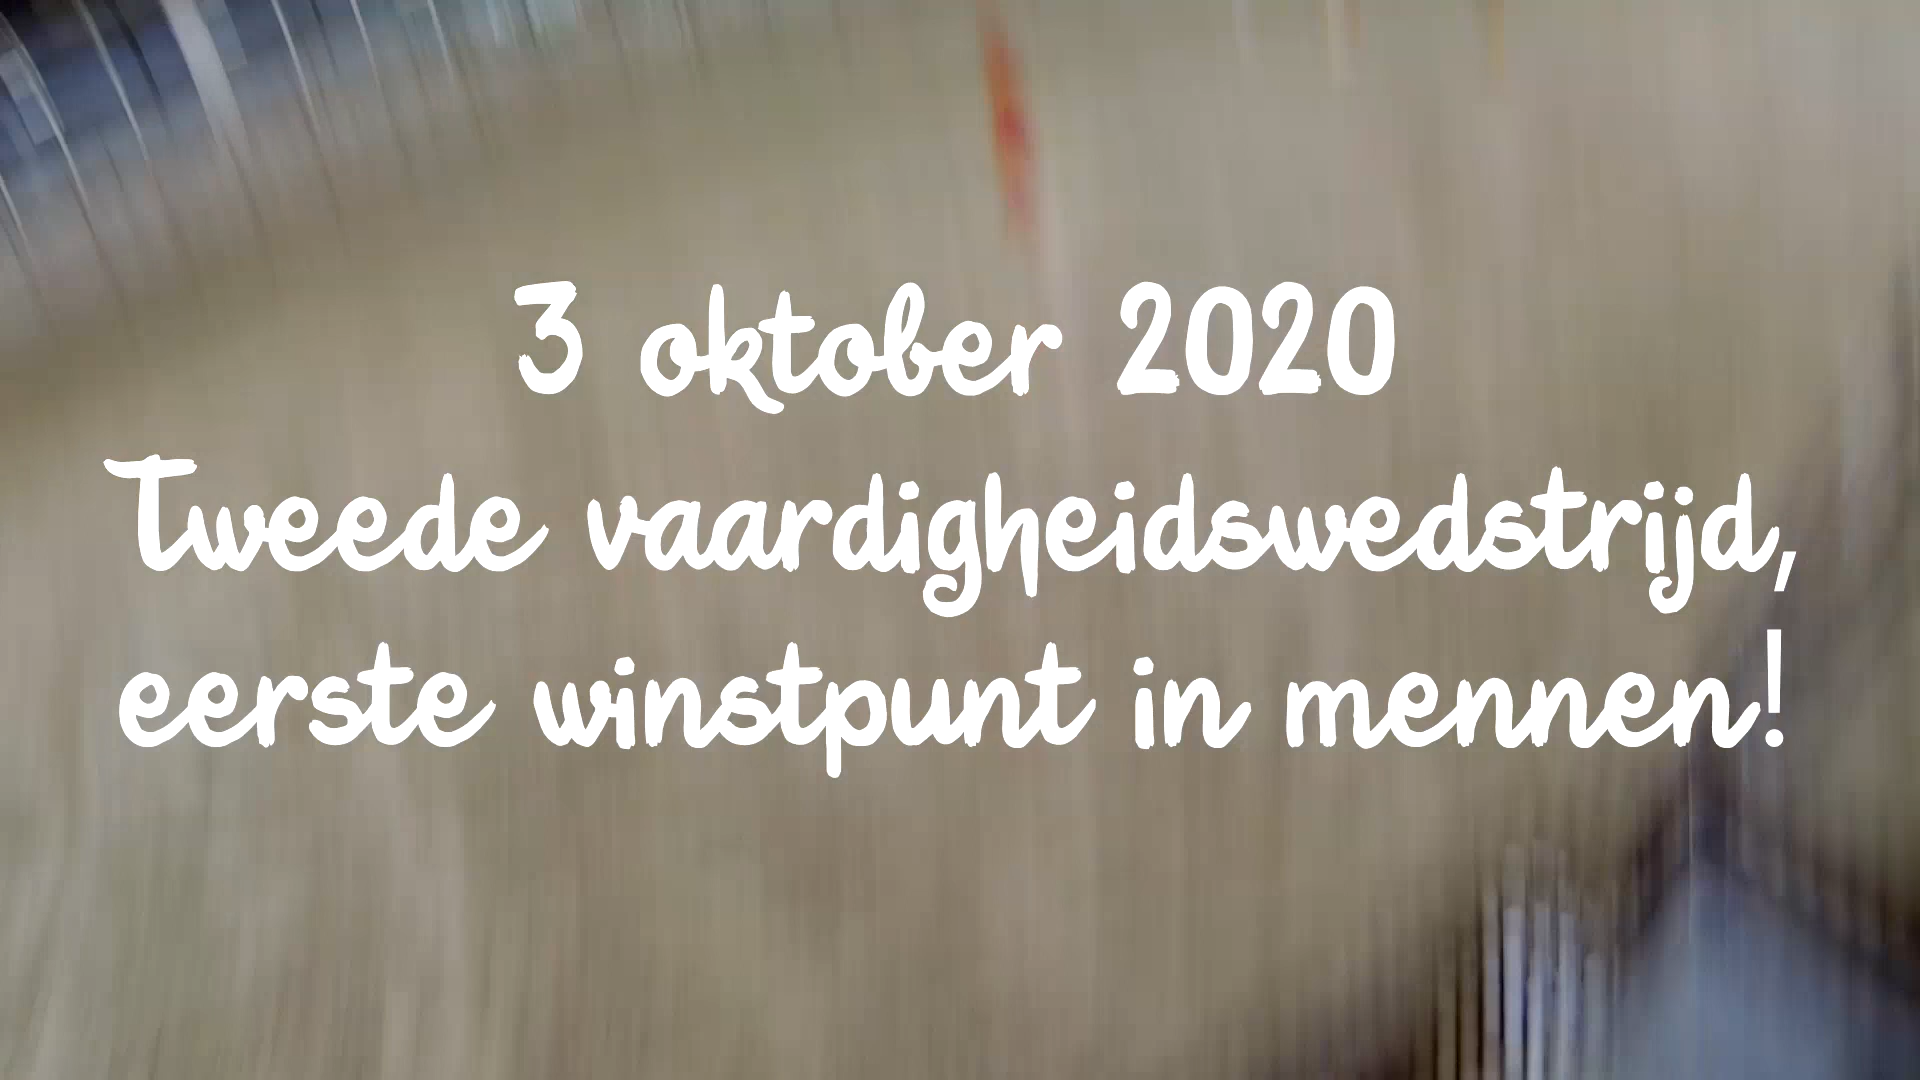 3 oktober 2020
Tweede vaardigheidswedstrijd,
eerste winstpunt in mennen!